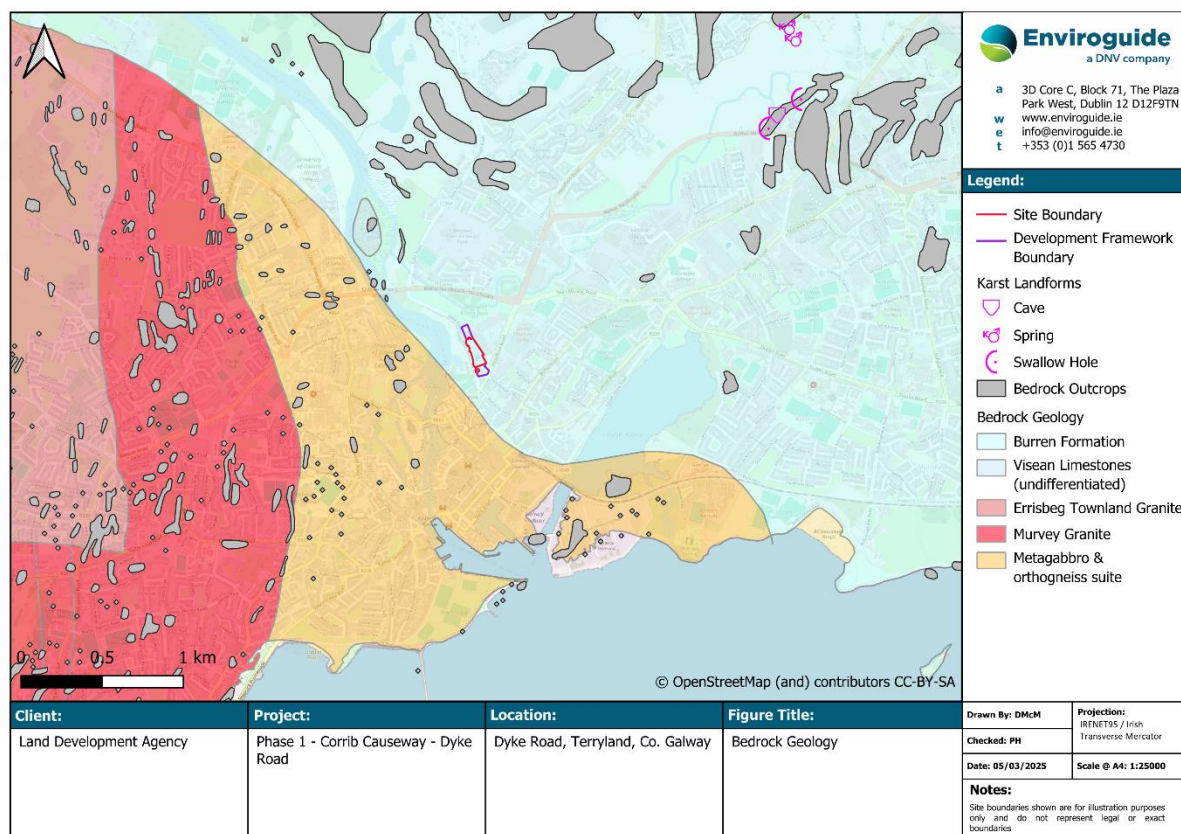 Enviroguide
a DNV company
a 3D Core C, Block 71, The Plaza
Park West, Dublin 12 D12F9TN
w www.enviroguide.ie
e info@enviroguide.ie
t +353 (0)1 565 4730
Legend:
Site Boundary
Development Framework
Boundary
Karst Landforms
Cave
Spring
Swallow Hole
Bedrock Outcrops
Bedrock Geology
Burren Formation
Visean Limestones
(undifferentiated)
Errisbeg Townland Granite
Murvey Granite
Metagabbro &
orthogneiss suite
0 0.5 1 km
© OpenStreetMap (and) contributors CC-BY-SA
Client:
Land Development Agency
Project:
Phase 1 - Corrib Causeway - Dyke
Road
Location:
Dyke Road, Terryland, Co. Galway
Figure Title:
Bedrock Geology
Drawn By: DMcM
Checked: PH
Date: 05/03/2025
Projection:
IRENET95 / Irish
Transverse Mercator
Scale @ A4: 1:25000
Notes:
Site boundaries shown are for illustration purposes
only and do not represent legal or exact
boundaries